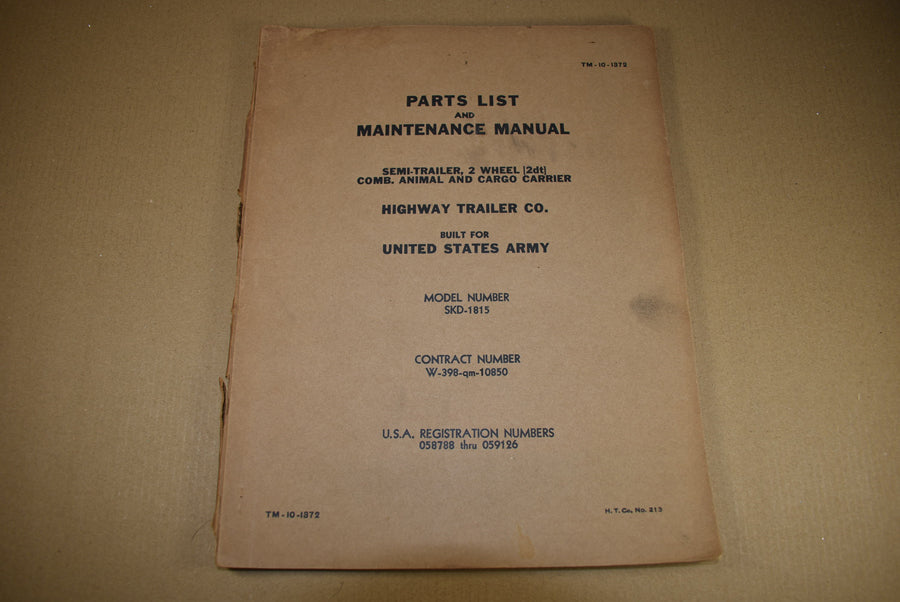 TM-10-1372
PARTS LIST
AND
MAINTENANCE MANUAL
SEMI-TRAILER, 2 WHEEL [2dt]
COMB. ANIMAL AND CARGO CARRIER
HIGHWAY TRAILER CO.
BUILT FOR
UNITED STATES ARMY
MODEL NUMBER
SKD-1815
CONTRACT NUMBER
W-398-qm-10850
U.S.A. REGISTRATION NUMBERS
058788 thru 059126
TM-10-1372
H. T. Co. No. 213